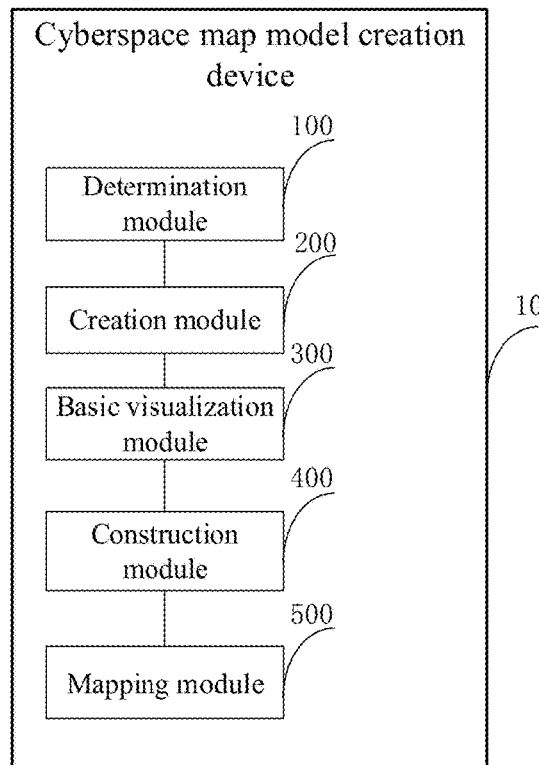 Cyberspace map model creation
device
100
Determination
module
200
Creation module
10
300
Basic visualization
module
400
Construction
module
500
Mapping module